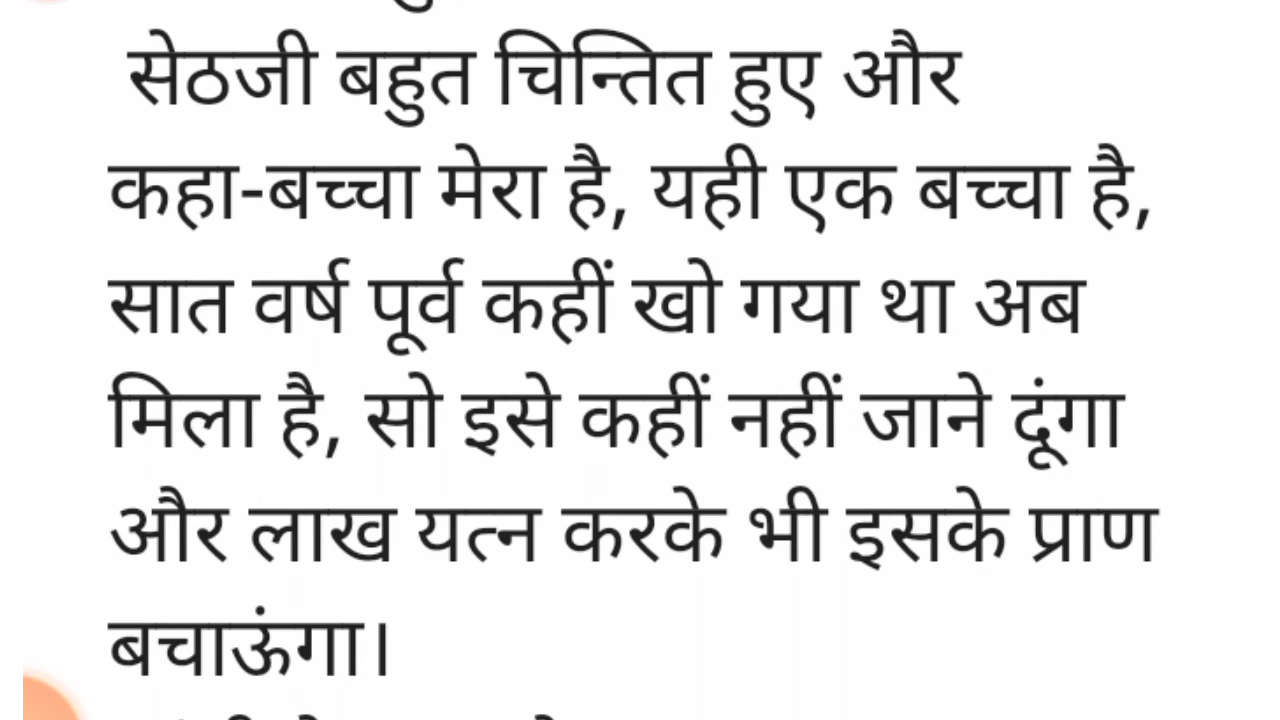 सेठजी बहुत चिन्तित हुए और
कहा-बच्चा मेरा है, यही एक बच्चा है,
सात वर्ष पूर्व कहीं खो गया था अब
मिला है, सो इसे कहीं नहीं जाने दूंगा
और लाख यत्न करके भी इसके प्राण
बचाऊंगा।